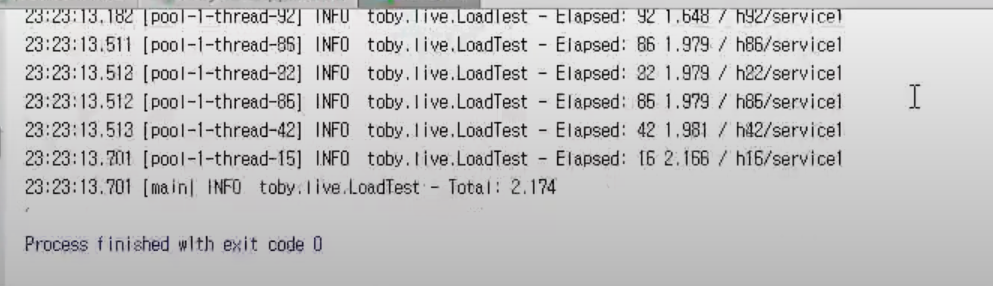 23:23:13.182 [pool-1-thread-92] INFO toby.live.LoadTest - Elapsed: 92 1.648 / h92/service1
23:23:13.511 [pool-1-thread-86] INFO toby.live.LoadTest - Elapsed: 86 1.979 / h86/service1
23:23:13.512 [pool-1-thread-22] INFO toby.live.LoadTest - Elapsed: 22 1.979 / h22/service1
23:23:13.512 [pool-1-thread-85] INFO toby.live.LoadTest - Elapsed: 85 1.979 / h85/service1
23:23:13.513 [pool-1-thread-42] INFO toby.live.LoadTest - Elapsed: 42 1.981 / h42/service1
23:23:13.701 [pool-1-thread-15] INFO toby.live.LoadTest - Elapsed: 16 2.166 / h16/service1
23:23:13.701 [main] INFO toby.live.LoadTest - Total: 2.174
Process finished with exit code 0